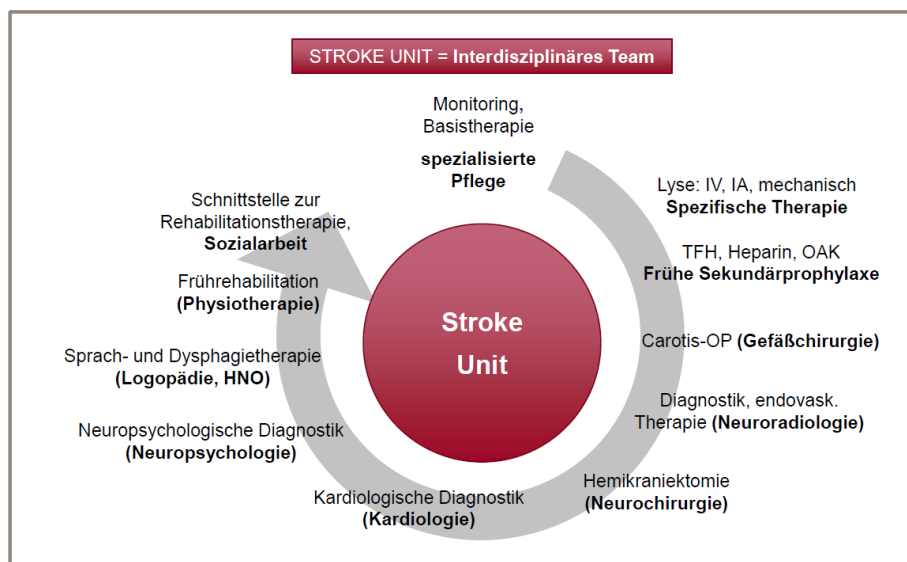 STROKE UNIT = Interdisziplinäres Team
Monitoring,
Basistherapie
spezialisierte
Pflege
Lyse: IV, IA, mechanisch
Spezifische Therapie
TFH, Heparin, OAK
Frühe Sekundärprophylaxe
Carotis-OP (Gefäßchirurgie)
Diagnostik, endovask.
Therapie (Neuroradiologie)
Hemikraniektomie
(Neurochirurgie)
Kardiologische Diagnostik
(Kardiologie)
Neuropsychologische Diagnostik
(Neuropsychologie)
Sprach- und Dysphagietherapie
(Logopädie, HNO)
Frührehabilitation
(Physiotherapie)
Schnittstelle zur
Rehabilitationstherapie,
Sozialarbeit
Stroke
Unit